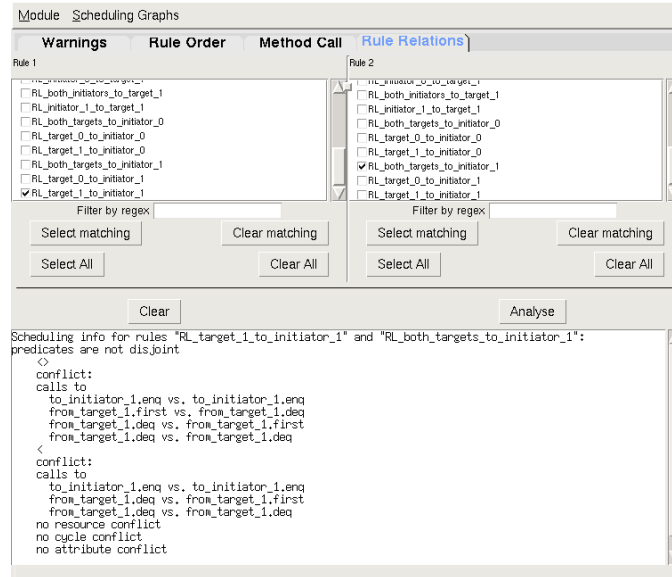 Module Scheduling Graphs
Warnings Rule Order Method Call Rule Relations
Rule 1
RL_initiator_0_to_target_1
RL_both_initiators_to_target_1
RL_initiator_1_to_target_1
RL_both_targets_to_initiator_0
RL_target_0_to_initiator_0
RL_target_1_to_initiator_0
RL_both_targets_to_initiator_1
RL_target_0_to_initiator_1
RL_target_1_to_initiator_1
Filter by regex
Select matching Clear matching
Select All Clear All
Rule 2
RL_initiator_0_to_target_1
RL_both_initiators_to_target_1
RL_initiator_1_to_target_1
RL_both_targets_to_initiator_0
RL_target_0_to_initiator_0
RL_target_1_to_initiator_0
RL_both_targets_to_initiator_1
RL_target_0_to_initiator_1
RL_target_1_to_initiator_1
Filter by regex
Select matching Clear matching
Select All Clear All
Clear Analyse
Scheduling info for rules "RL_target_1_to_initiator_1" and "RL_both_targets_to_initiator_1":
predicates are not disjoint
<>
conflict:
calls to
to_initiator_1.enq vs. to_initiator_1.enq
from_target_1.first vs. from_target_1.deq
from_target_1.deq vs. from_target_1.first
from_target_1.deq vs. from_target_1.deq
<
conflict:
calls to
to_initiator_1.enq vs. to_initiator_1.enq
from_target_1.deq vs. from_target_1.first
from_target_1.deq vs. from_target_1.deq
no resource conflict
no cycle conflict
no attribute conflict